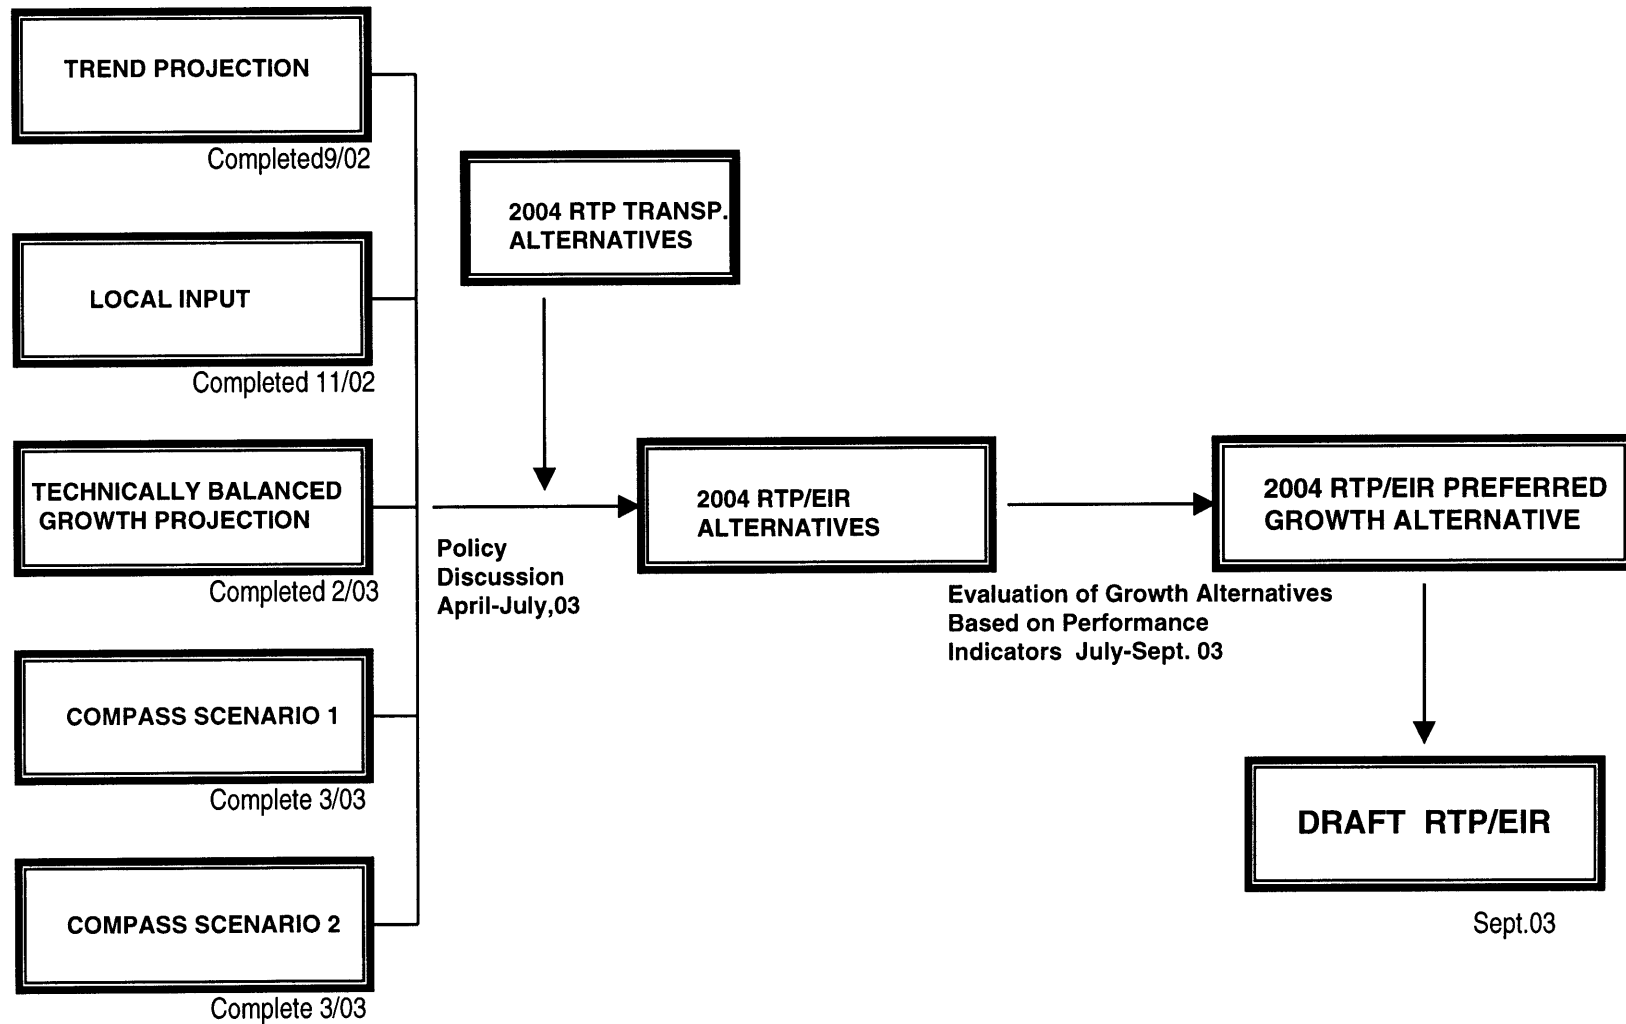 TREND PROJECTION
Completed9/02
LOCAL INPUT
Completed 11/02
TECHNICALLY BALANCED
GROWTH PROJECTION
Completed 2/03
COMPASS SCENARIO 1
Complete 3/03
COMPASS SCENARIO 2
Complete 3/03
2004 RTP TRANSP.
ALTERNATIVES
Policy
Discussion
April-July,03
2004 RTP/EIR
ALTERNATIVES
Evaluation of Growth Alternatives
Based on Performance
Indicators  July-Sept. 03
2004 RTP/EIR PREFERRED
GROWTH ALTERNATIVE
DRAFT  RTP/EIR
Sept.03